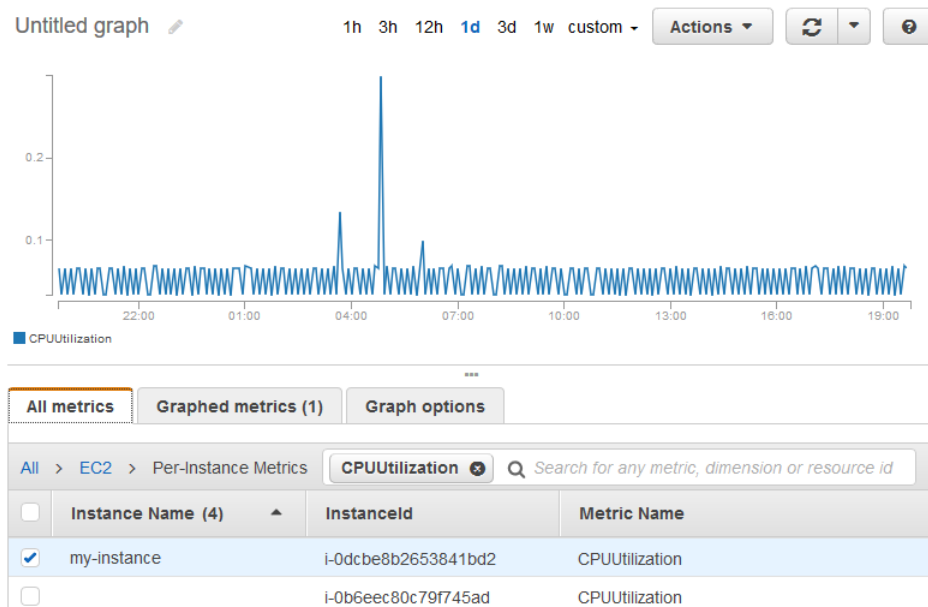 Untitled graph 1h 3h 12h 1d 3d 1w custom Actions
0.2
0.1
22:00 01:00 04:00 07:00 10:00 13:00 16:00 19:00
CPUUtilization
All metrics Graphed metrics (1) Graph options
All > EC2 > Per-Instance Metrics CPUUtilization Search for any metric, dimension or resource id
Instance Name (4) InstanceId Metric Name
my-instance i-0dcbe8b2653841bd2 CPUUtilization
i-0b6eec80c79f745ad CPUUtilization